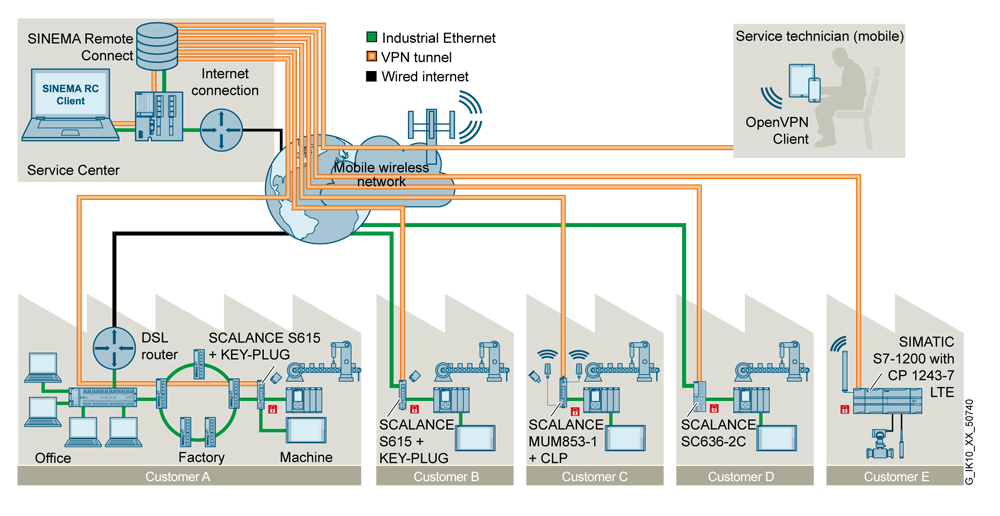 SINEMA Remote
Connect
SINEMA RC
Client
Internet
connection
Service Center
Industrial Ethernet
VPN tunnel
Wired internet
Service technician (mobile)
OpenVPN
Client
Mobile wireless
network
DSL
router
SCALANCE S615
+ KEY-PLUG
Office
Factory
Machine
Customer A
SCALANCE
S615 +
KEY-PLUG
Customer B
SCALANCE
MUM853-1
+ CLP
Customer C
SCALANCE
SC636-2C
Customer D
SIMATIC
S7-1200 with
CP 1243-7
LTE
Customer E
G_IK10_XX_50740